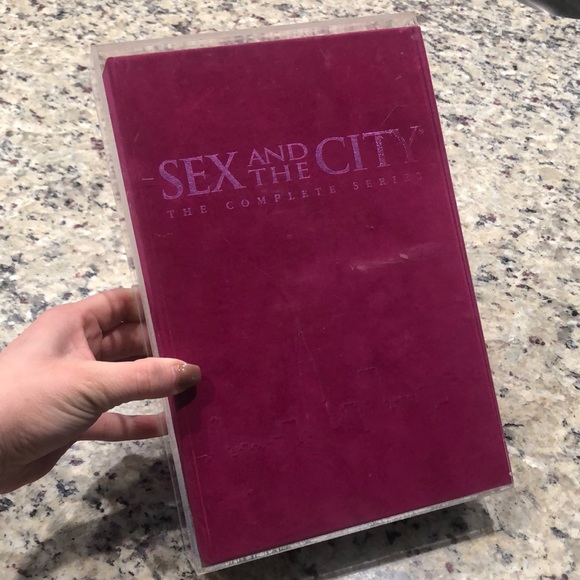 SEX AND THE CITY
THE COMPLETE SERIES